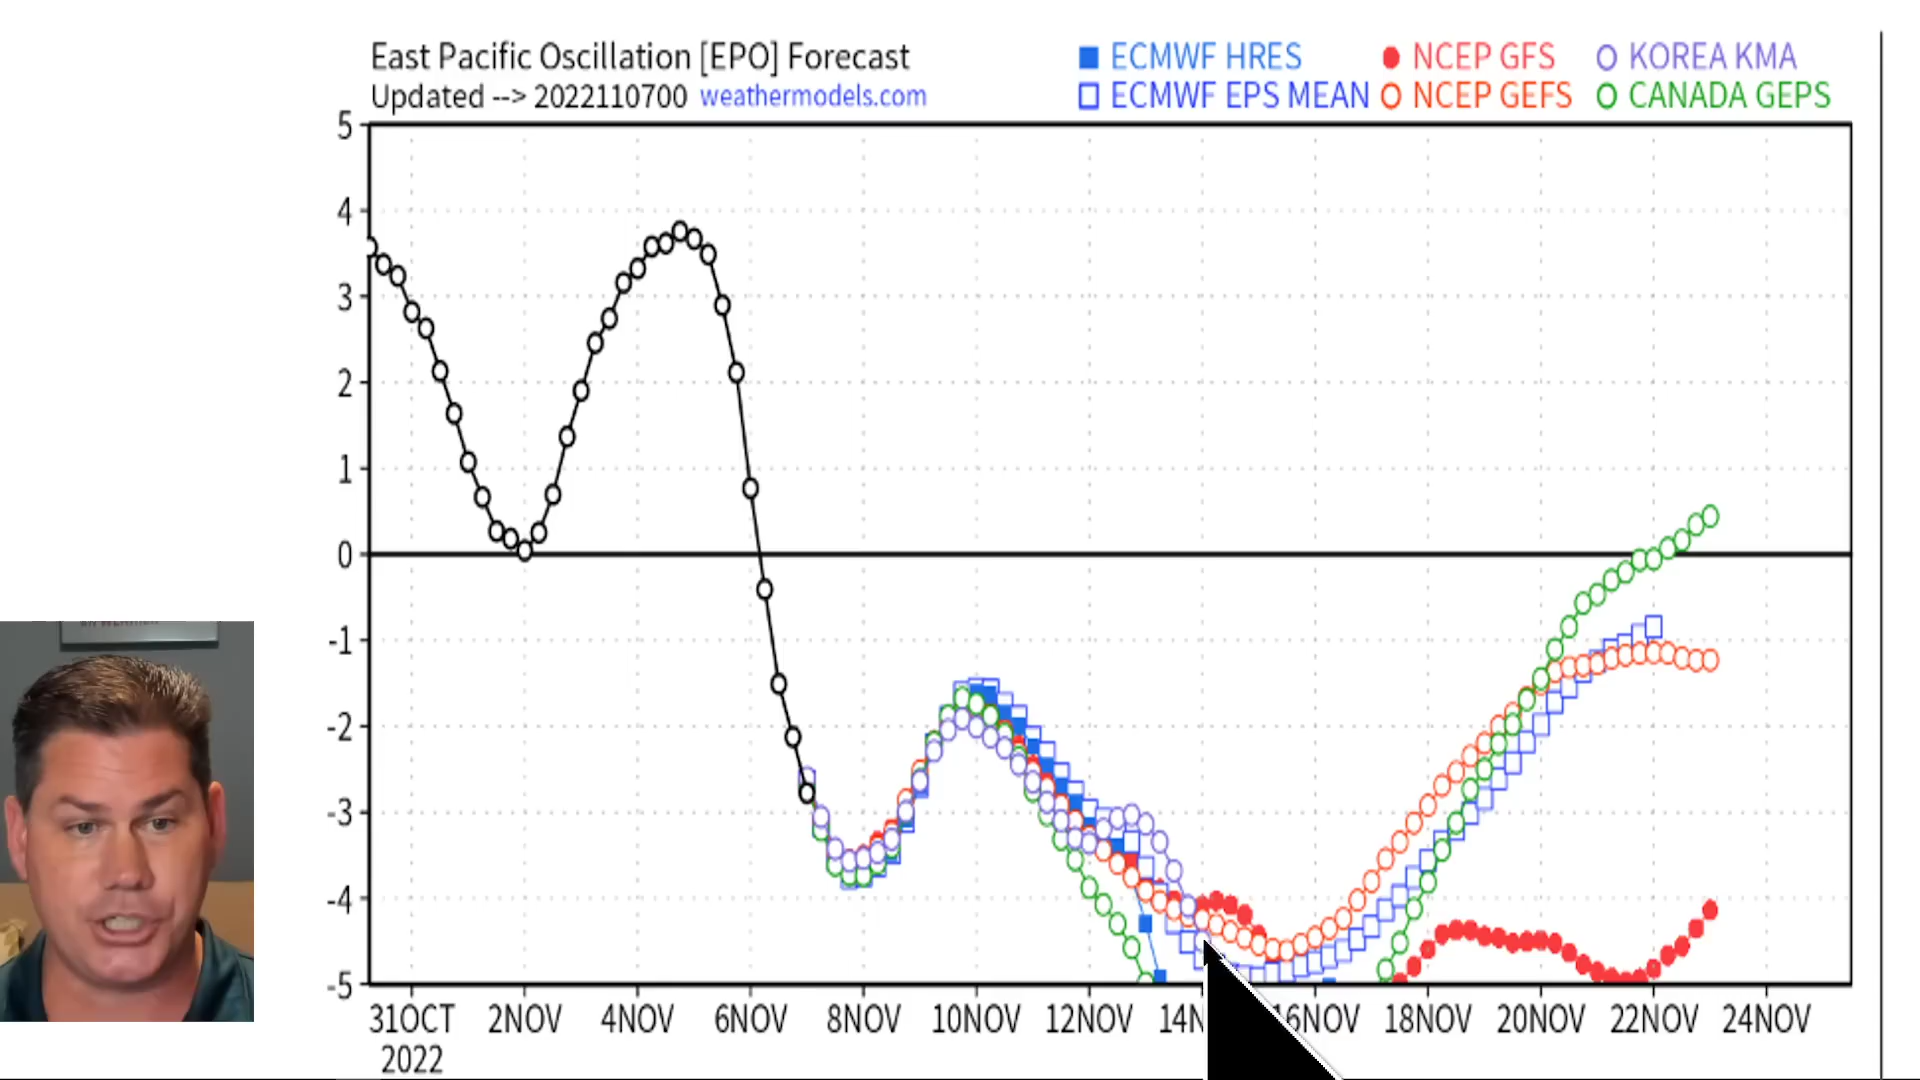 East Pacific Oscillation [EPO] Forecast
Updated --> 2022110700 weathermodels.com
ECMWF HRES NCEP GFS KOREA KMA
ECMWF EPS MEAN NCEP GEFS CANADA GEPS
5
4
3
2
1
0
-1
-2
-3
-4
-5
31OCT 2NOV 4NOV 6NOV 8NOV 10NOV 12NOV 14N 6NOV 18NOV 20NOV 22NOV 24NOV
2022